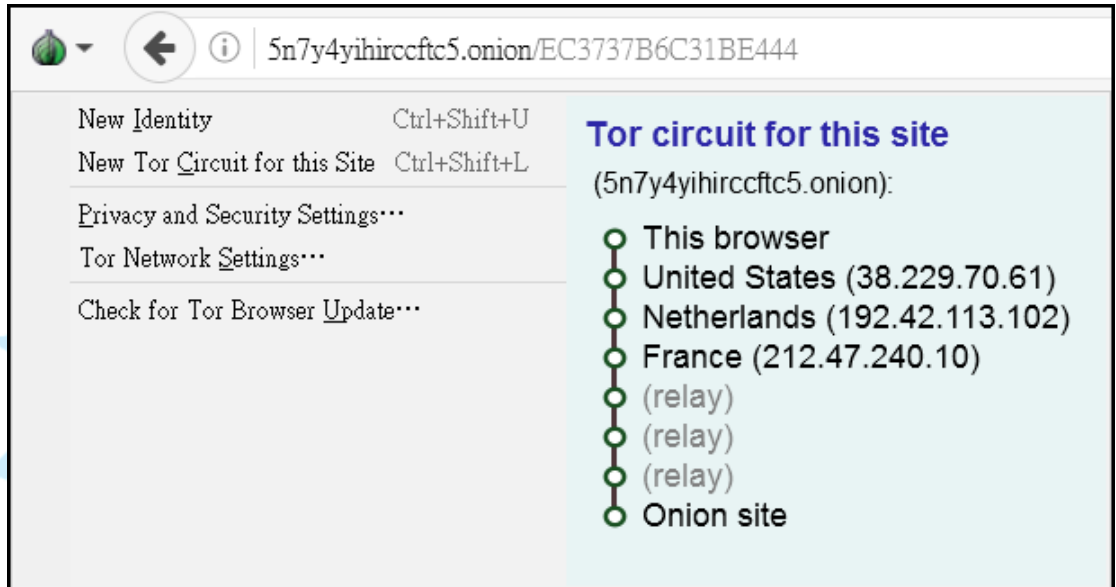 5n7y4yihirccftc5.onion/EC3737B6C31BE444
New Identity Ctrl+Shift+U
New Tor Circuit for this Site Ctrl+Shift+L
Privacy and Security Settings⋯
Tor Network Settings⋯
Check for Tor Browser Update⋯
Tor circuit for this site
(5n7y4yihirccftc5.onion):
This browser
United States (38.229.70.61)
Netherlands (192.42.113.102)
France (212.47.240.10)
(relay)
(relay)
(relay)
Onion site